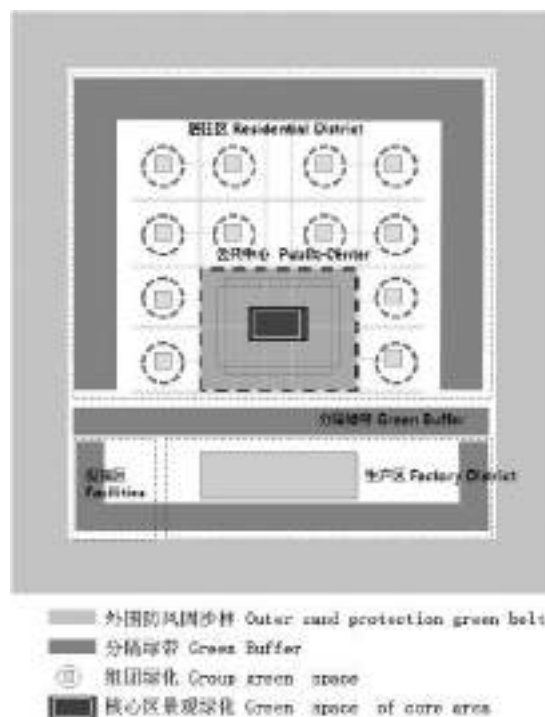 居住区 Residential District
公共中心 Public Center
分隔绿带 Green Buffer
Facilities
生产区 Factory District
外围防风固沙林 Outer sand protection green belt
分隔绿带 Green Buffer
组团绿化 Group green space
核心区景观绿化 Green space of core area